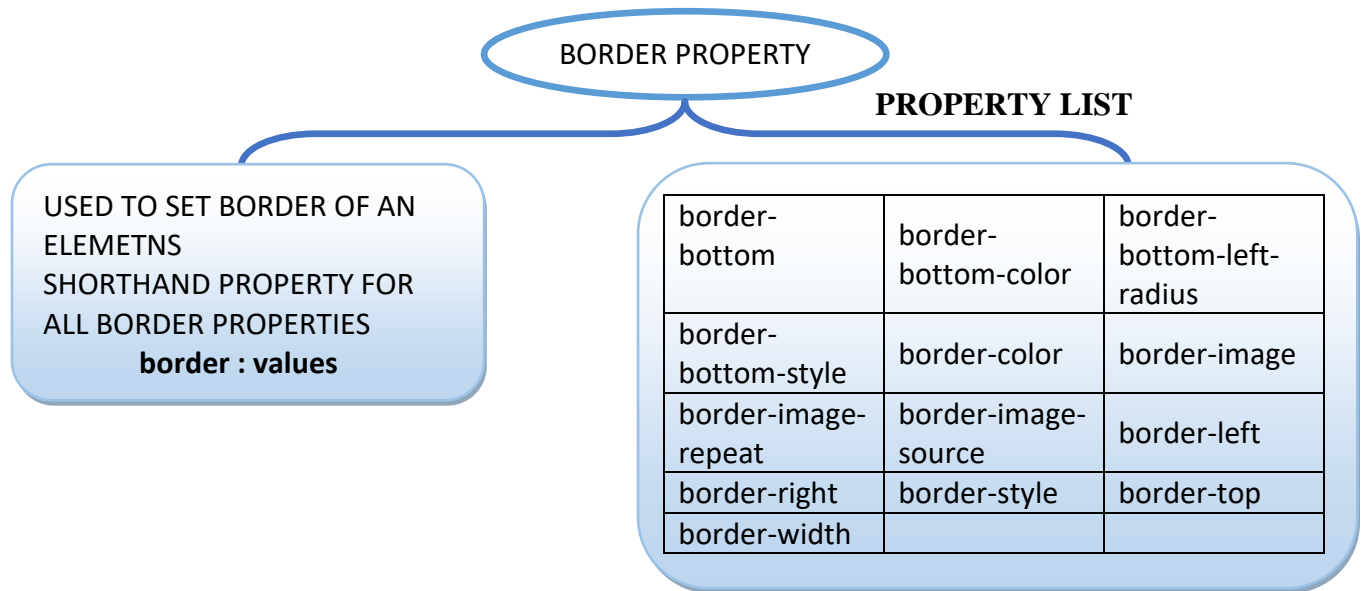 BORDER PROPERTY
PROPERTY LIST
USED TO SET BORDER OF AN
ELEMETNS
SHORTHAND PROPERTY FOR
ALL BORDER PROPERTIES
border : values
border-
bottom
border-
bottom-color
border-
bottom-left-
radius
border-
bottom-style
border-color
border-image
border-image-
repeat
border-image-
source
border-left
border-right
border-style
border-top
border-width